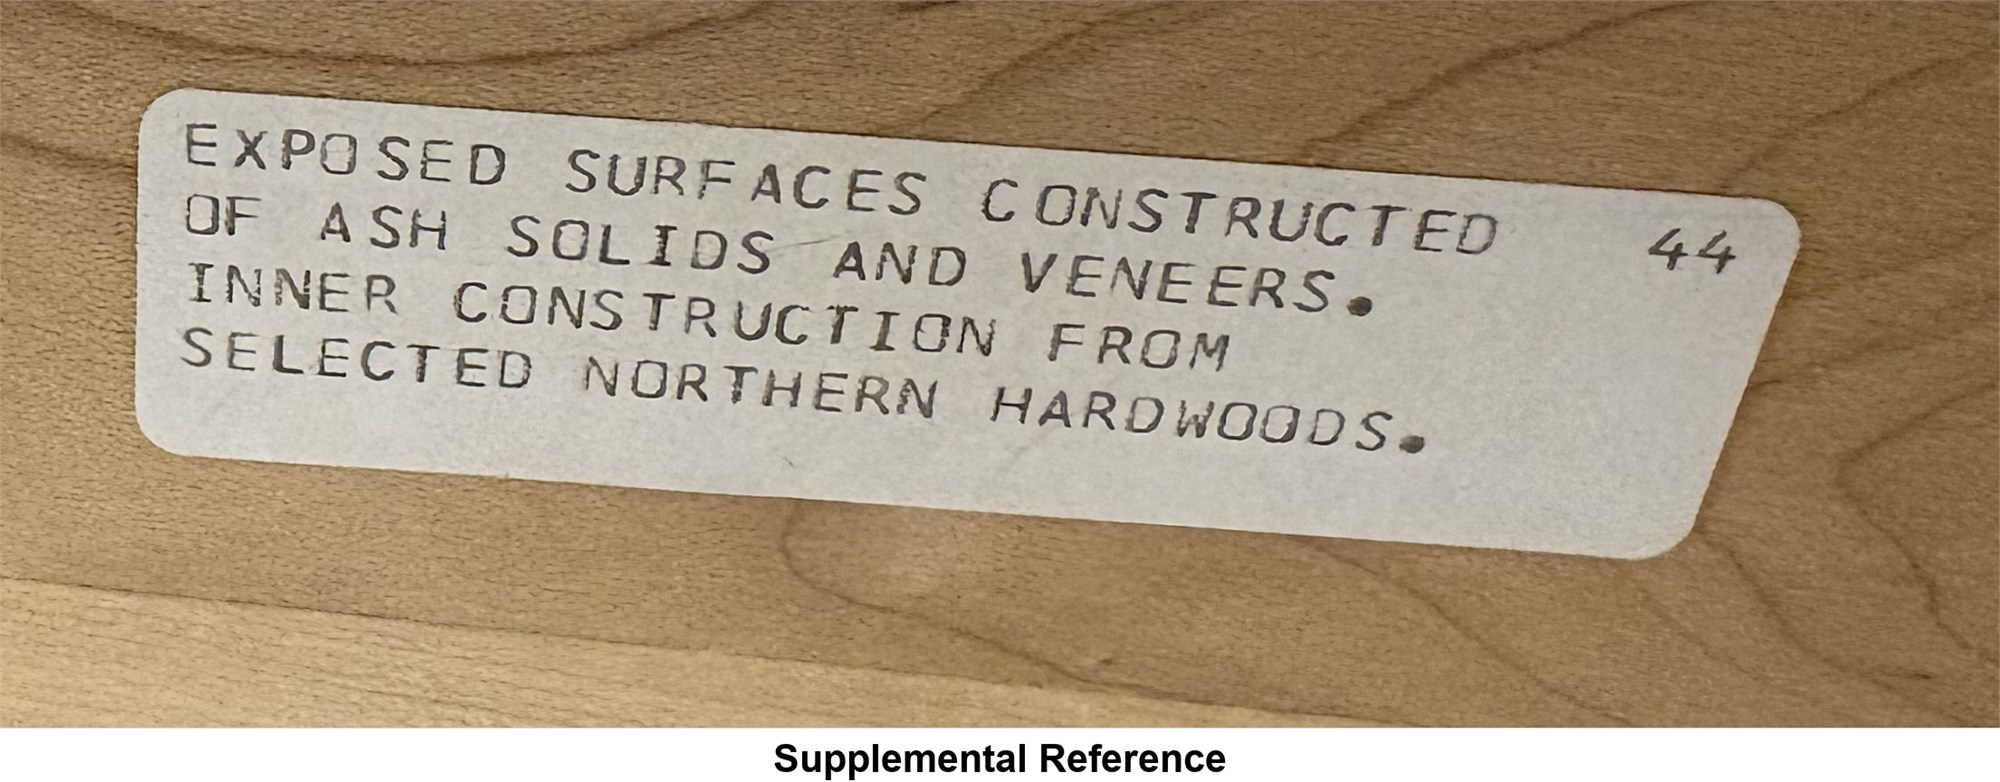 EXPOSED SURFACES CONSTRUCTED 44
OF ASH SOLIDS AND VENEERS.
INNER CONSTRUCTION FROM
SELECTED NORTHERN HARDWOODS.
Supplemental Reference